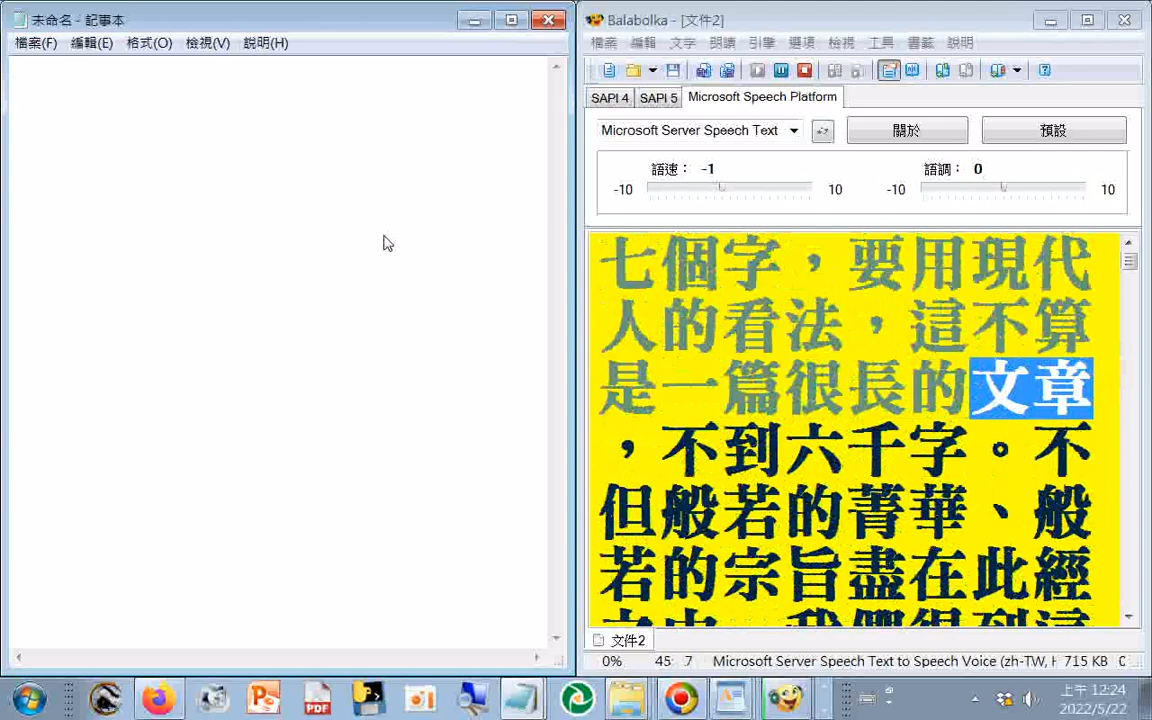 未命名 - 記事本
檔案(F) 編輯(E) 格式(O) 檢視(V) 說明(H)
Balabolka - [文件2]
檔案 編輯 文字 朗讀 引擎 選項 檢視 工具 書籤 說明
SAPI 4 SAPI 5 Microsoft Speech Platform
Microsoft Server Speech Text 關於 預設
語速： -1 語調： 0
-10 10 -10 10
七個字，要用現代
人的看法，這不算
是一篇很長的文章
，不到六千字。不
但般若的菁華、般
若的宗旨盡在此經
文件2
0% 45: 7 Microsoft Server Speech Text to Speech Voice (zh-TW, 715 KB
PDF
上午 12:24
2022/5/22